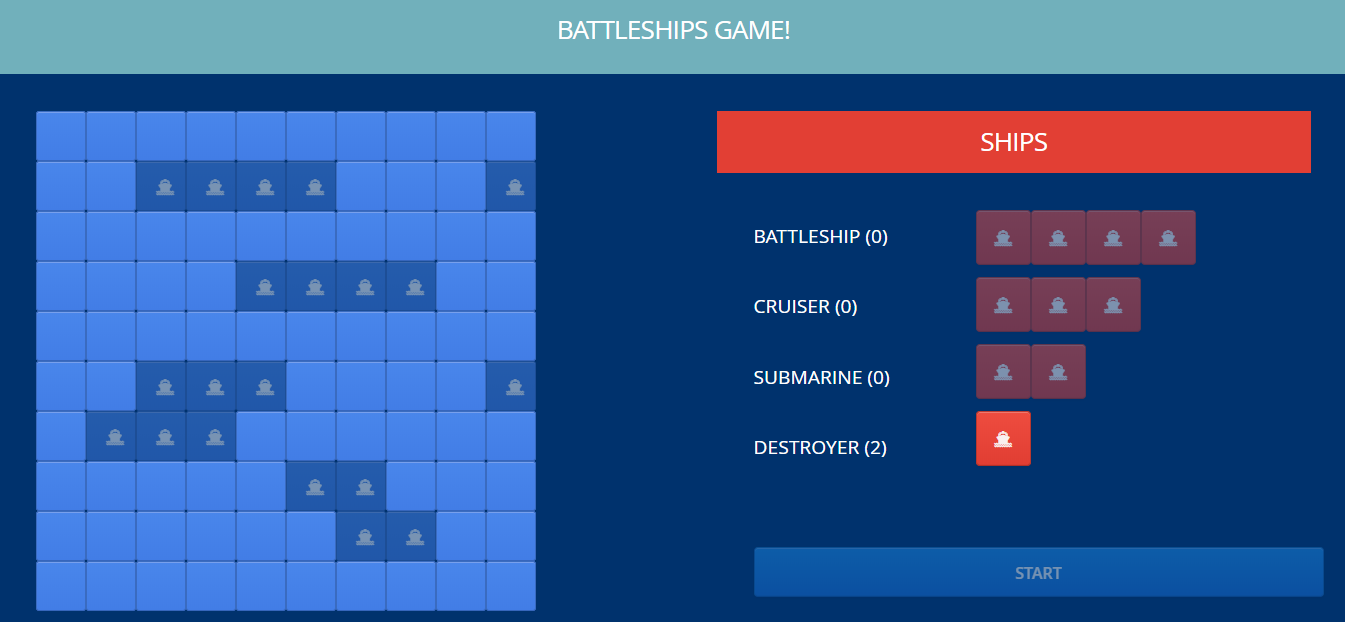 BATTLESHIPS GAME!
SHIPS
BATTLESHIP (0)
CRUISER (0)
SUBMARINE (0)
DESTROYER (2)
START